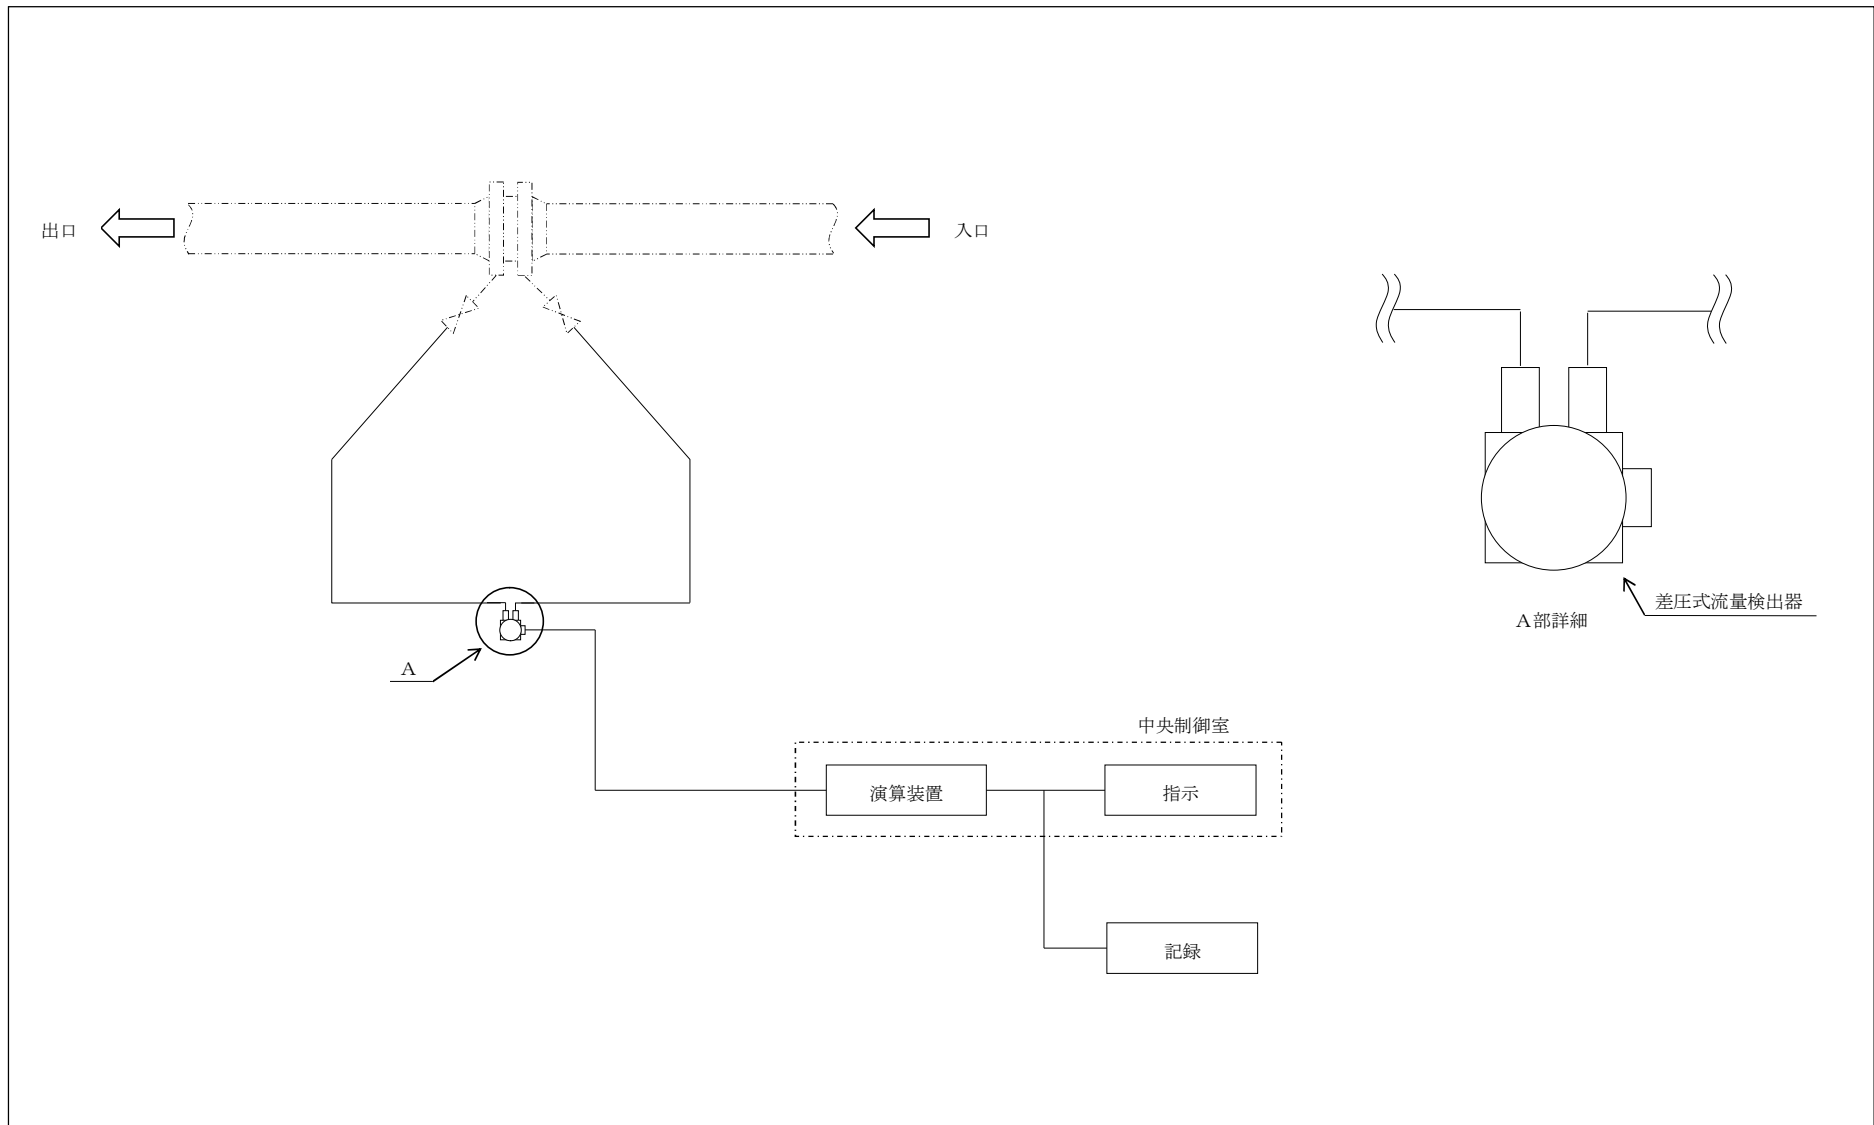 出口
入口
差圧式流量検出器
A部詳細
A
中央制御室
演算装置
指示
記録